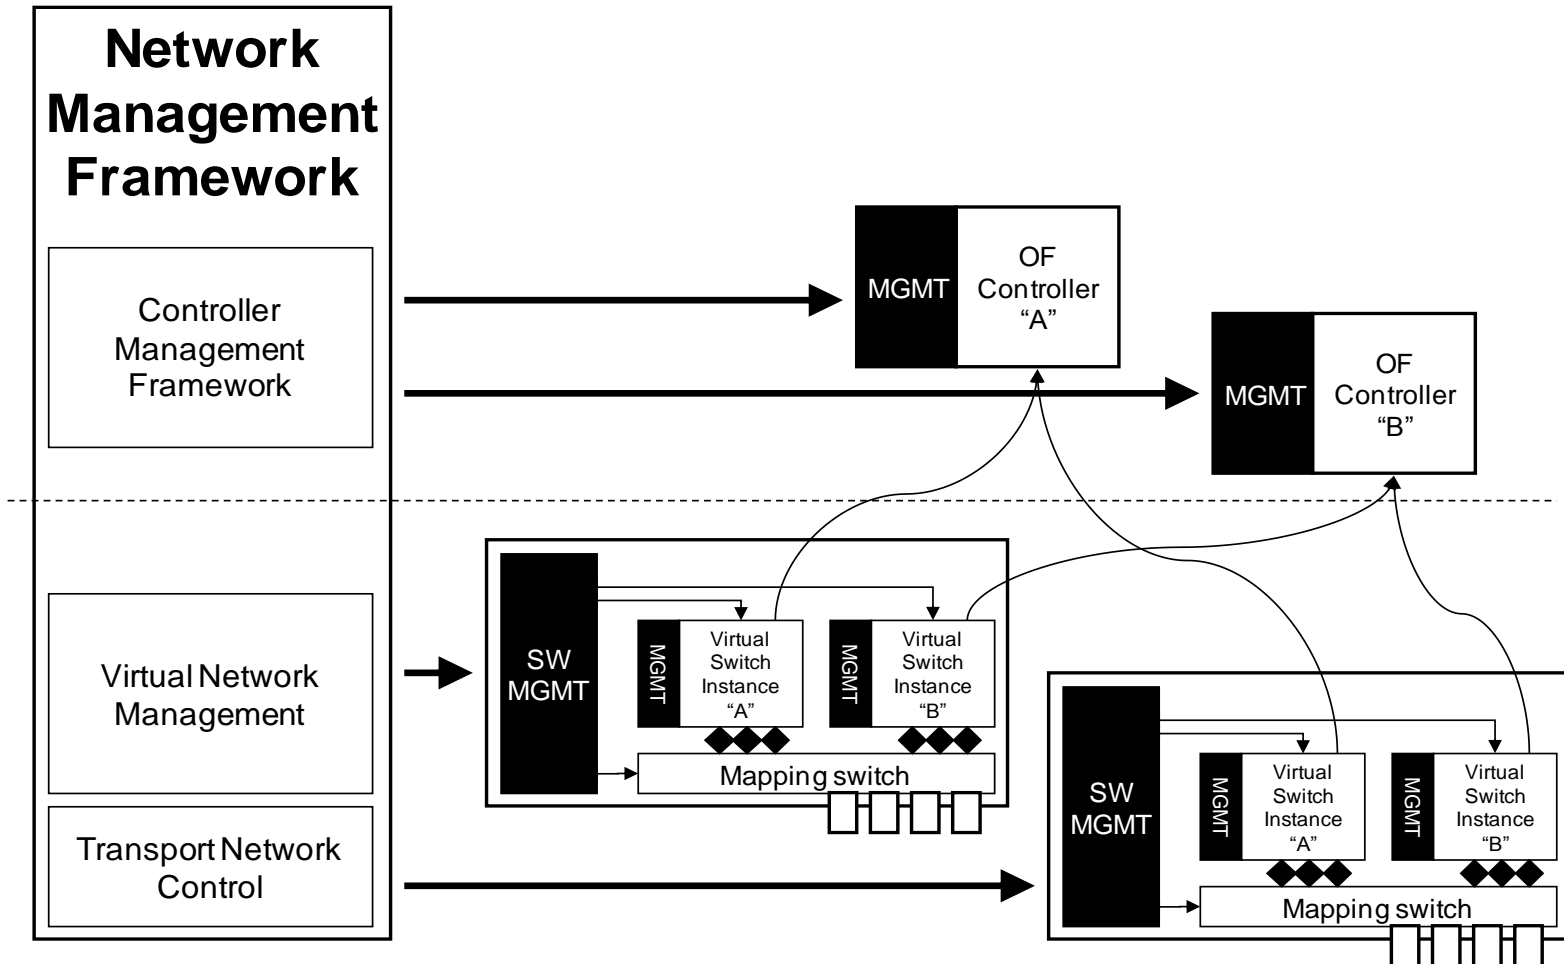 Network
Management
Framework
Controller
Management
Framework
MGMT
OF
Controller
“A”
MGMT
OF
Controller
“B”
Virtual Network
Management
Transport Network
Control
SW
MGMT
MGMT
Virtual
Switch
Instance
“A”
MGMT
Virtual
Switch
Instance
“B”
Mapping switch
SW
MGMT
MGMT
Virtual
Switch
Instance
“A”
MGMT
Virtual
Switch
Instance
“B”
Mapping switch